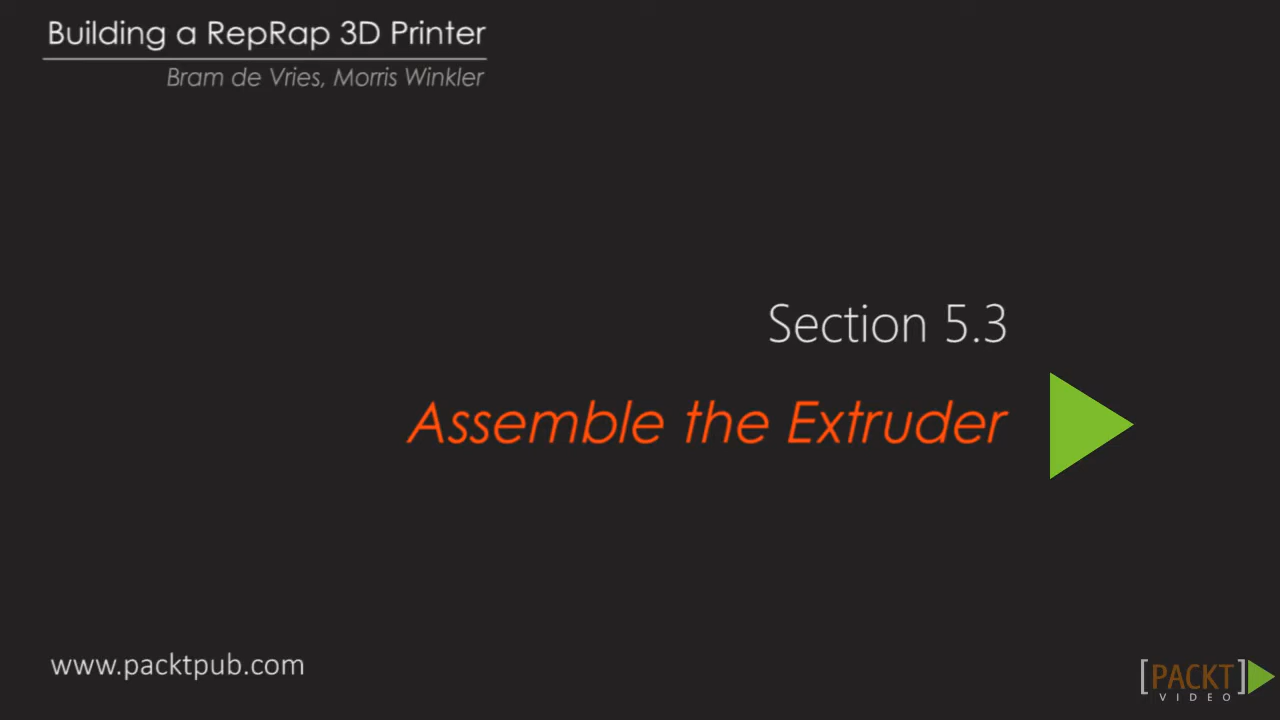 Building a RepRap 3D Printer
Bram de Vries, Morris Winkler
Section 5.3
Assemble the Extruder
www.packtpub.com
[PACKT]
VIDEO